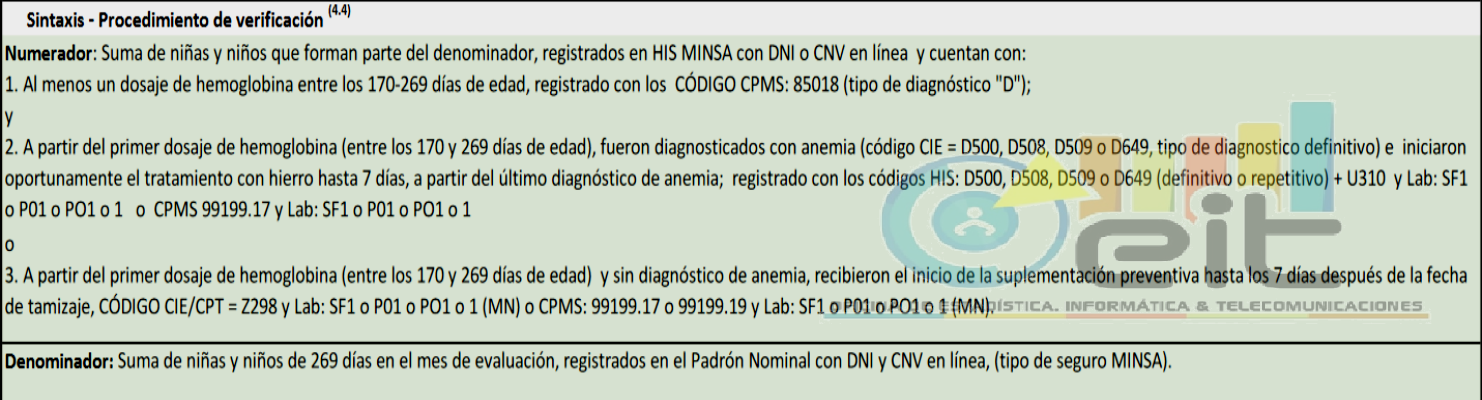 Sintaxis - Procedimiento de verificación (4.4)
Numerador: Suma de niñas y niños que forman parte del denominador, registrados en HIS MINSA con DNI o CNV en línea y cuentan con:
1. Al menos un dosaje de hemoglobina entre los 170-269 días de edad, registrado con los CÓDIGO CPMS: 85018 (tipo de diagnóstico "D");
y
2. A partir del primer dosaje de hemoglobina (entre los 170 y 269 días de edad), fueron diagnosticados con anemia (código CIE = D500, D508, D509 o D649, tipo de diagnostico definitivo) e iniciaron
oportunamente el tratamiento con hierro hasta 7 días, a partir del último diagnóstico de anemia; registrado con los códigos HIS: D500, D508, D509 o D649 (definitivo o repetitivo) + U310 y Lab: SF1
o P01 o PO1 o 1 o CPMS 99199.17 y Lab: SF1 o P01 o PO1 o 1
eit
o
3. A partir del primer dosaje de hemoglobina (entre los 170 y 269 días de edad) y sin diagnóstico de anemia, recibieron el inicio de la suplementación preventiva hasta los 7 días después de la fecha
de tamizaje, CÓDIGO CIE/CPT = Z298 y Lab: SF1 o P01 o PO1 o 1 (MN) o CPMS: 99199.17 o 99199.19 y Lab: SF1 o P01 o PO1 o 1 (MN).
INFORMÁTICA & TELECOMUNICACIONES
Denominador: Suma de niñas y niños de 269 días en el mes de evaluación, registrados en el Padrón Nominal con DNI y CNV en línea, (tipo de seguro MINSA).